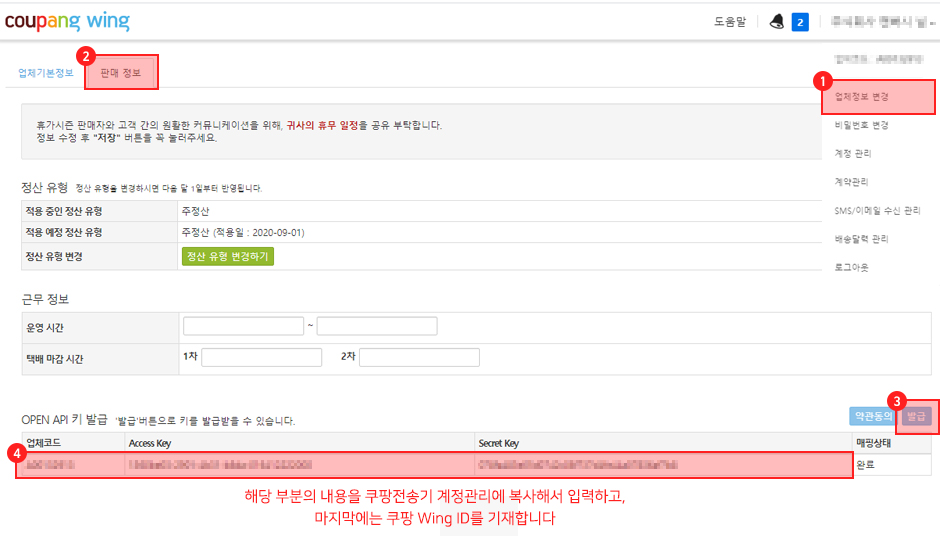 coupang wing
도움말
2
2
업체기본정보
판매 정보
1
업체정보 변경
비밀번호 변경
계정 관리
계약관리
SMS/이메일 수신 관리
배송달력 관리
로그아웃
휴가시즌 판매자와 고객 간의 원활한 커뮤니케이션을 위해, 귀사의 휴무 일정을 공유 부탁합니다.
정보 수정 후 "저장" 버튼을 꼭 눌러주세요.
정산 유형 정산 유형을 변경하시면 다음 달 1일부터 반영됩니다.
적용 중인 정산 유형 주정산
적용 예정 정산 유형 주정산 (적용일 : 2020-09-01)
정산 유형 변경 정산 유형 변경하기
근무 정보
운영 시간 ~
택배 마감 시간 1차 2차
3
OPEN API 키 발급 '발급'버튼으로 키를 발급받을 수 있습니다. 약관동의 발급
업체코드 Access Key Secret Key 매핑상태
4
완료
해당 부분의 내용을 쿠팡전송기 계정관리에 복사해서 입력하고,
마지막에는 쿠팡 Wing ID를 기재합니다